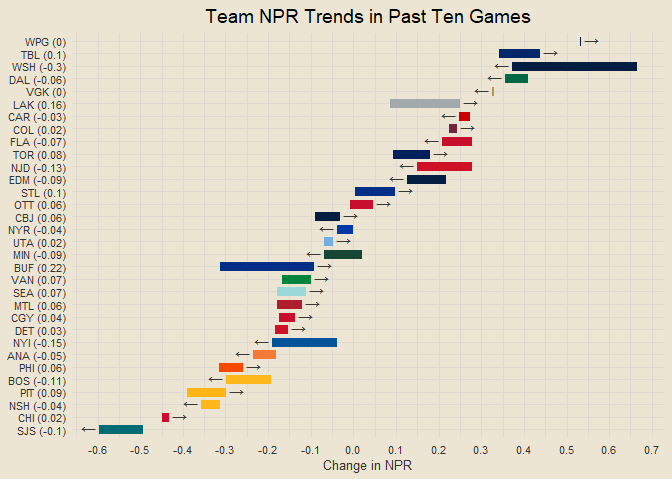 Team NPR Trends in Past Ten Games
WPG (0)
TBL (0.1)
WSH (-0.3)
DAL (-0.06)
VGK (0)
LAK (0.16)
CAR (-0.03)
COL (0.02)
FLA (-0.07)
TOR (0.08)
NJD (-0.13)
EDM (-0.09)
STL (0.1)
OTT (0.06)
CBJ (0.06)
NYR (-0.04)
UTA (0.02)
MIN (-0.09)
BUF (0.22)
VAN (0.07)
SEA (0.07)
MTL (0.06)
CGY (0.04)
DET (0.03)
NYI (-0.15)
ANA (-0.05)
PHI (0.06)
BOS (-0.11)
PIT (0.09)
NSH (-0.04)
CHI (0.02)
SJS (-0.1)
-0.6 -0.5 -0.4 -0.3 -0.2 -0.1 0.0 0.1 0.2 0.3 0.4 0.5 0.6 0.7
Change in NPR